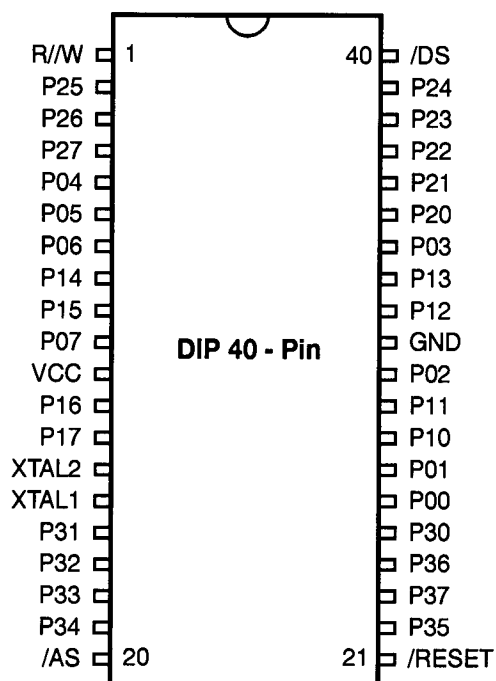 R//W 1 40 /DS
P25 P24
P26 P23
P27 P22
P04 P21
P05 P20
P06 P03
P14 P13
P15 P12
P07 GND
DIP 40 - Pin
VCC P02
P16 P11
P17 P10
XTAL2 P01
XTAL1 P00
P31 P30
P32 P36
P33 P37
P34 P35
/AS 20 21 /RESET